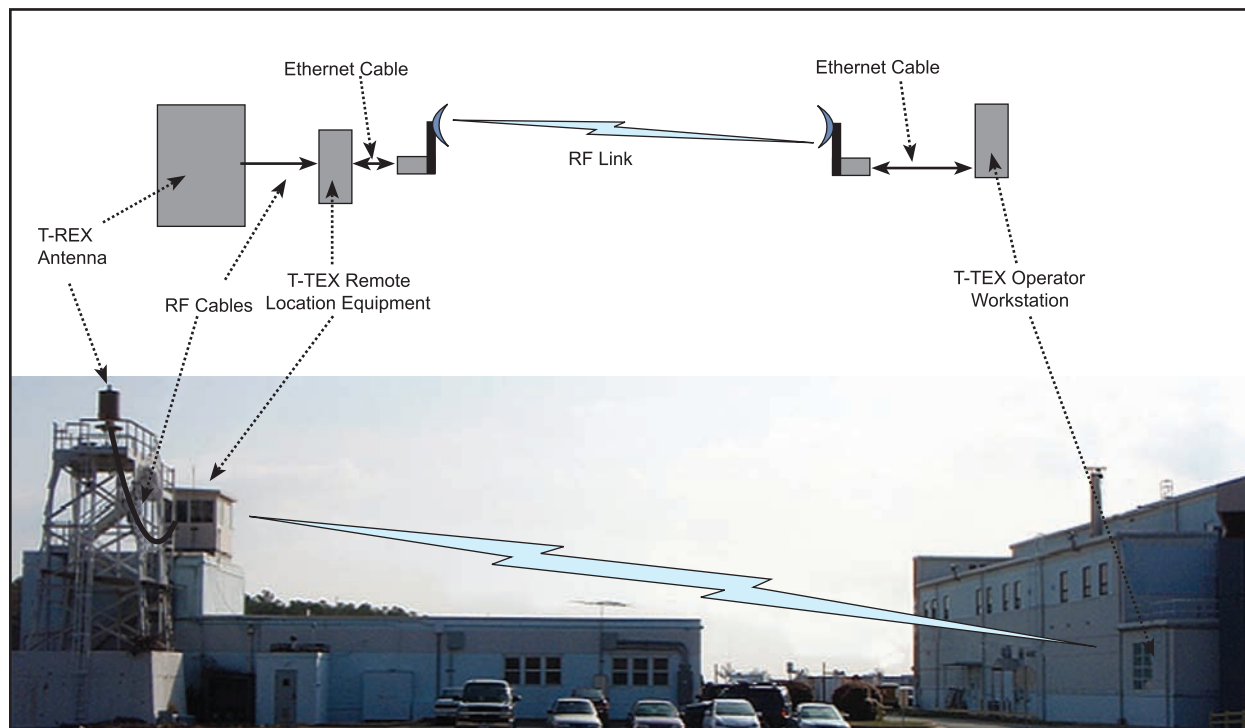 Ethernet Cable
Ethernet Cable
RF Link
T-REX
Antenna
RF Cables
T-TEX Remote
Location Equipment
T-TEX Operator
Workstation